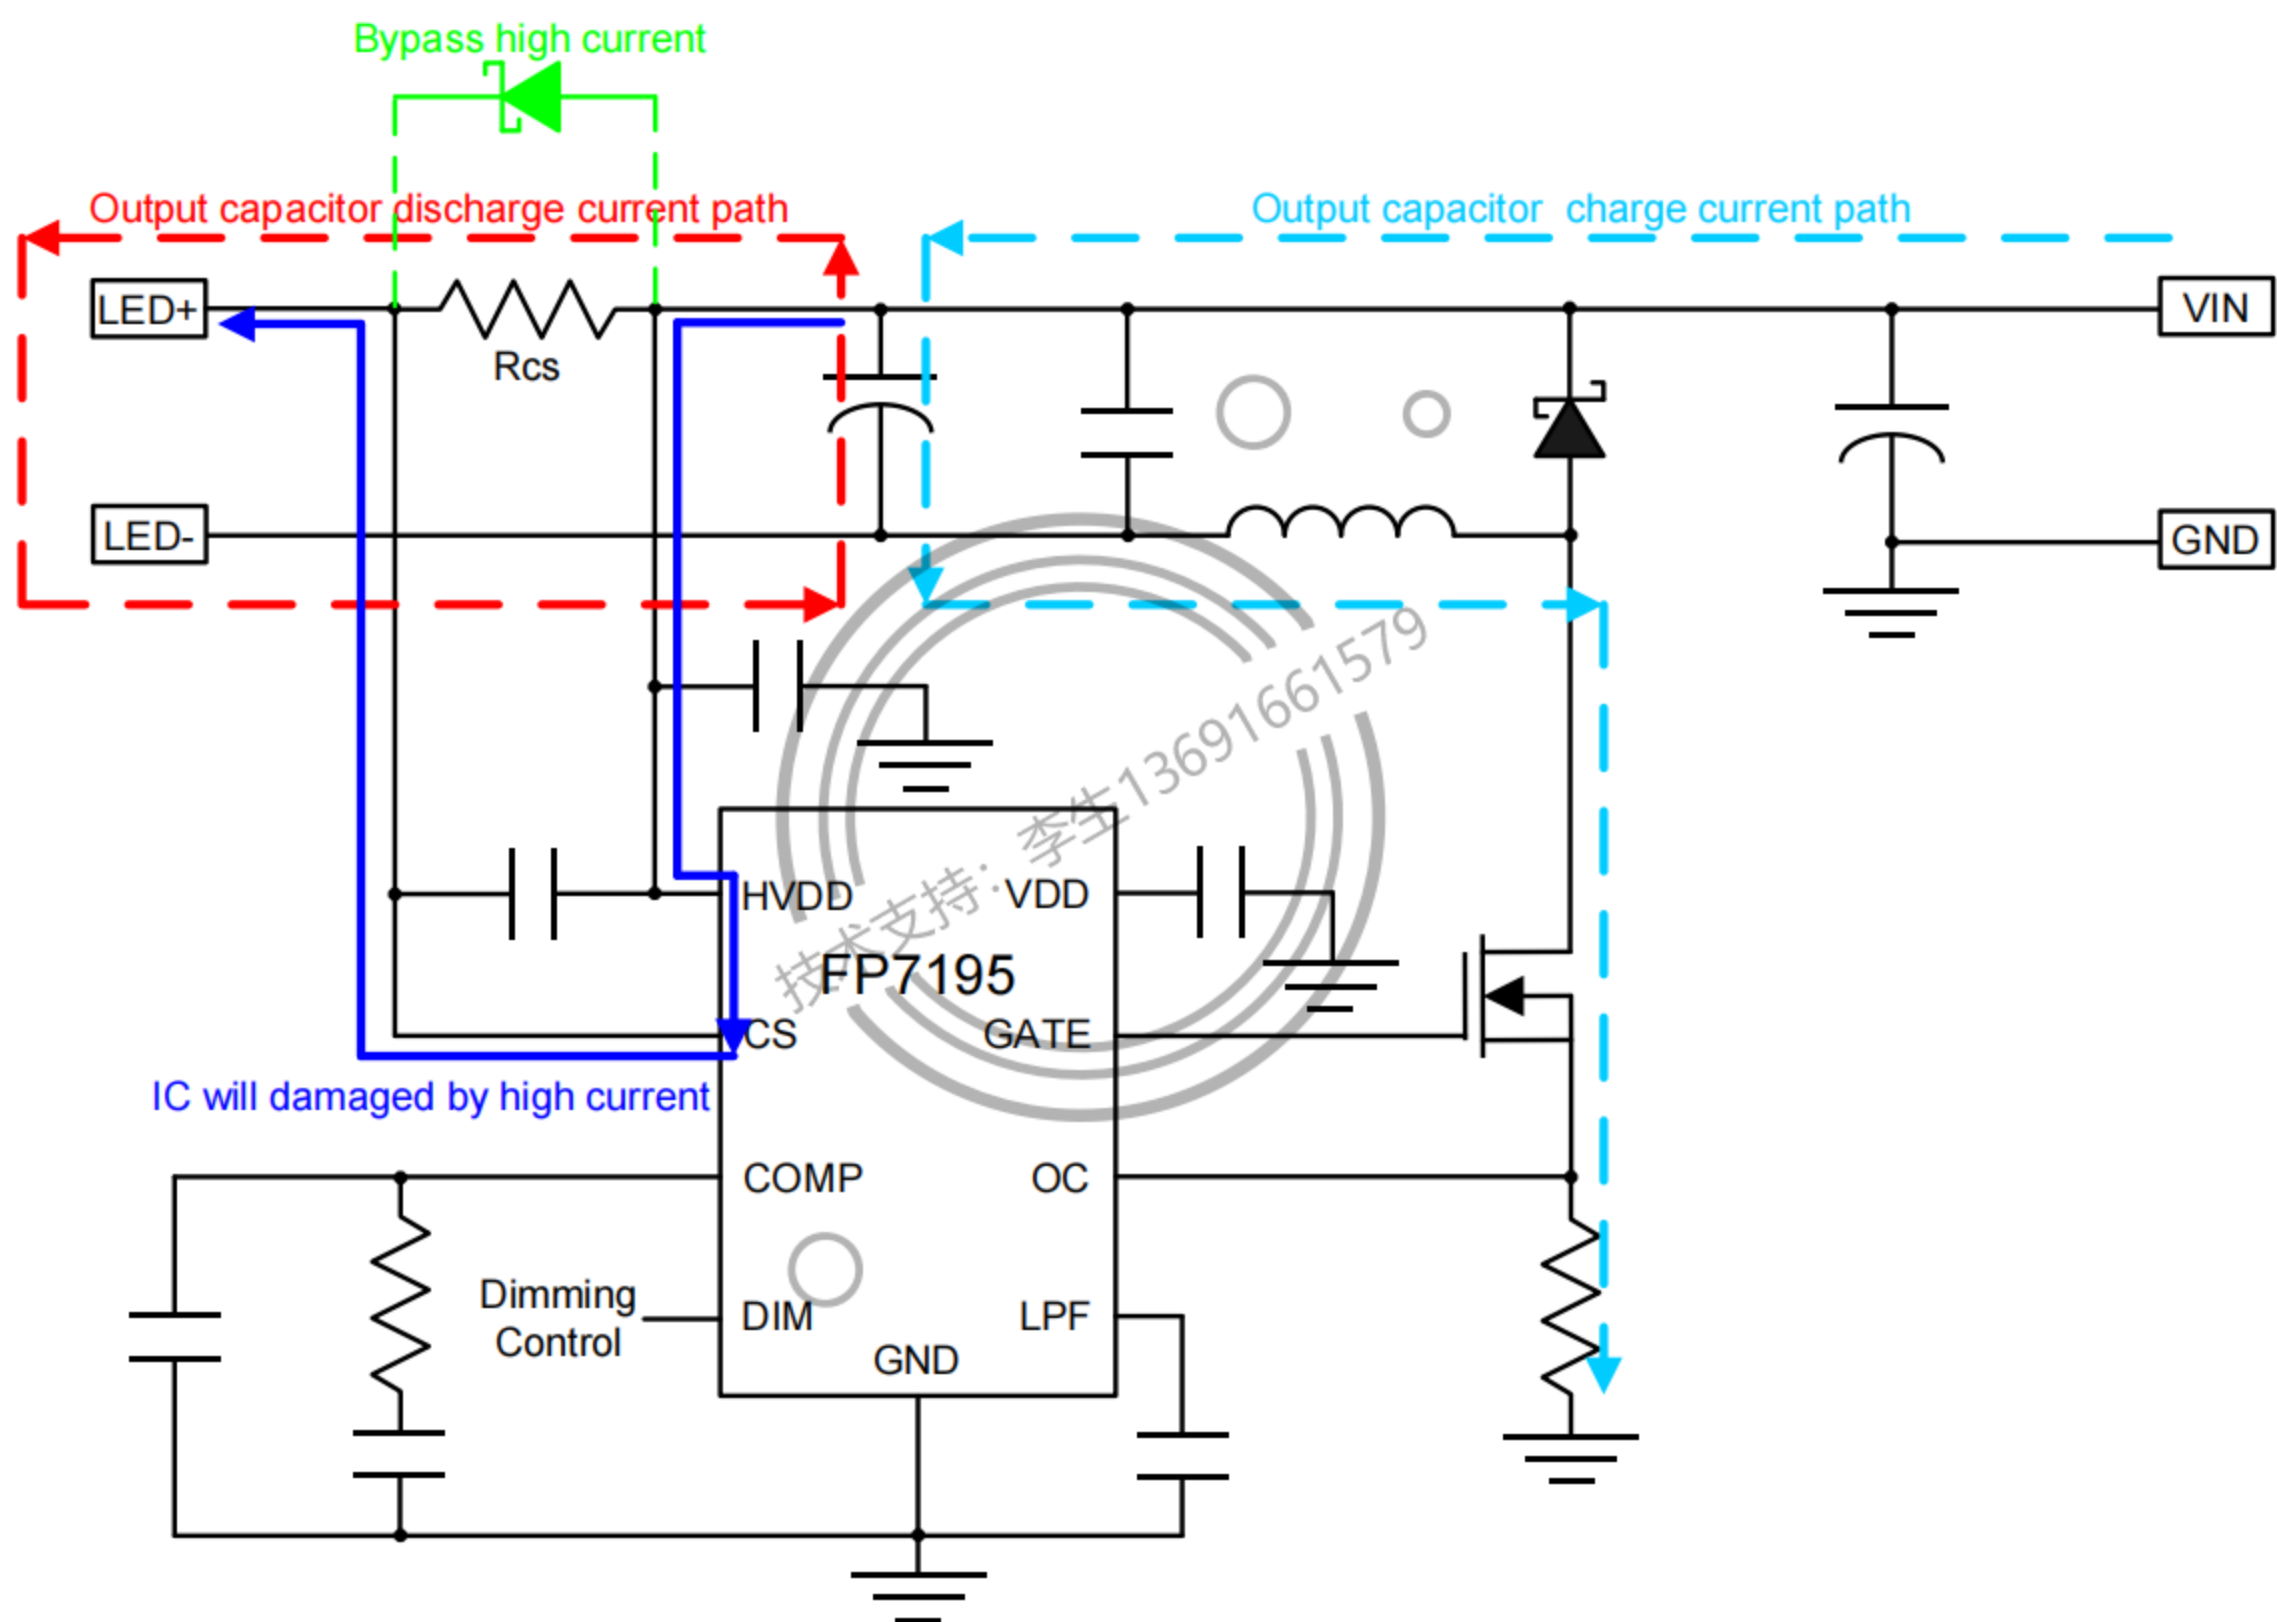 Bypass high current
Output capacitor discharge current path
Output capacitor  charge current path
LED+
Rcs
VIN
LED-
GND
技术支持：李生13691661579
HVDD
VDD
FP7195
CS
GATE
IC will damaged by high current
COMP
OC
Dimming
Control
DIM
LPF
GND